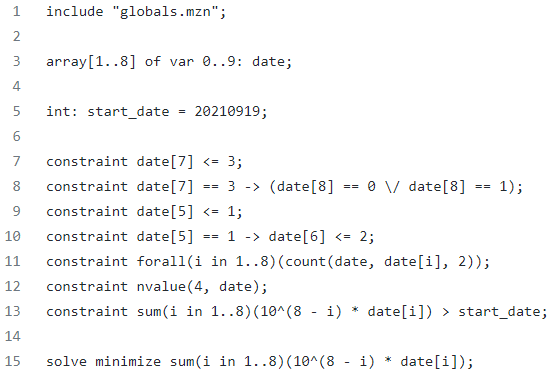 1 include "globals.mzn";
2
3 array[1..8] of var 0..9: date;
4
5 int: start_date = 20210919;
6
7 constraint date[7] <= 3;
8 constraint date[7] == 3 -> (date[8] == 0 \/ date[8] == 1);
9 constraint date[5] <= 1;
10 constraint date[5] == 1 -> date[6] <= 2;
11 constraint forall(i in 1..8)(count(date, date[i], 2));
12 constraint nvalue(4, date);
13 constraint sum(i in 1..8)(10^(8 - i) * date[i]) > start_date;
14
15 solve minimize sum(i in 1..8)(10^(8 - i) * date[i]);